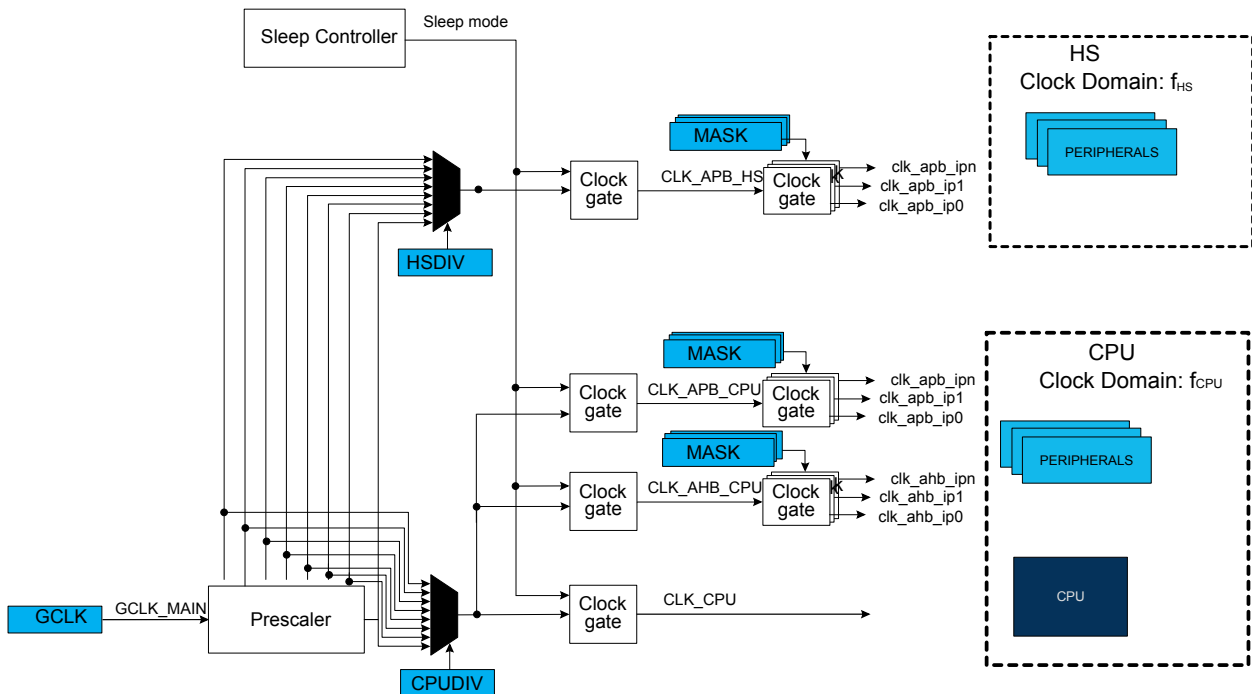 Sleep Controller
Sleep mode
HS
Clock Domain: fHS
PERIPHERALS
MASK
Clock
gate
CLK_APB_HS
Clock
gate
clk_apb_ipn
clk_apb_ip1
clk_apb_ip0
HSDIV
CPU
Clock Domain: fCPU
PERIPHERALS
CPU
MASK
Clock
gate
CLK_APB_CPU
Clock
gate
clk_apb_ipn
clk_apb_ip1
clk_apb_ip0
MASK
Clock
gate
CLK_AHB_CPU
Clock
gate
clk_ahb_ipn
clk_ahb_ip1
clk_ahb_ip0
Clock
gate
CLK_CPU
GCLK
GCLK_MAIN
Prescaler
CPUDIV